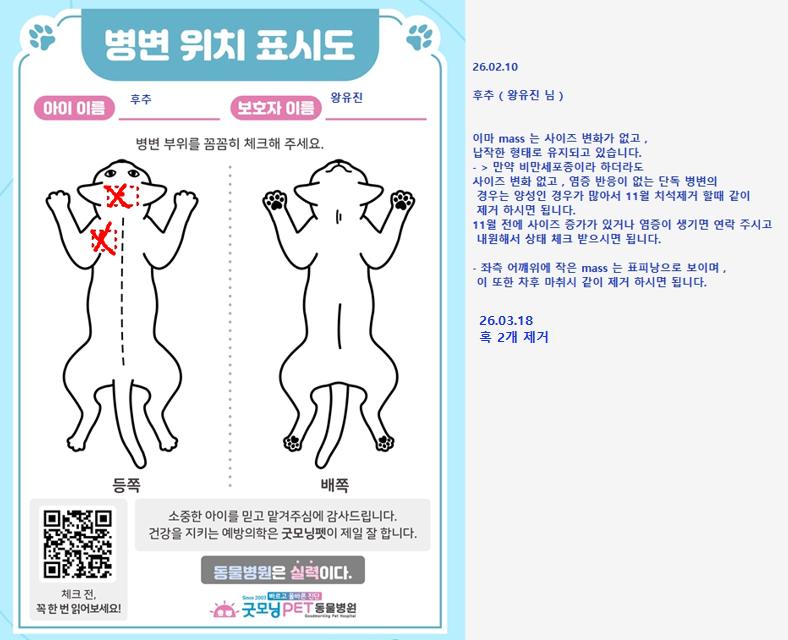 병변 위치 표시도
아이 이름 후추
보호자 이름 왕유진
병변 부위를 꼼꼼히 체크해 주세요.
등쪽
배쪽
체크 전,
꼭 한 번 읽어보세요!
소중한 아이를 믿고 맡겨주심에 감사드립니다.
건강을 지키는 예방의학은 굿모닝펫이 제일 잘 합니다.
동물병원은 실력이다.
Since 2003 빠르고 올바른 진단
굿모닝PET동물병원
Goodmorning Pet Hospital
26.02.10
후추 ( 왕유진 님 )
이마 mass 는 사이즈 변화가 없고 ,
납작한 형태로 유지되고 있습니다.
- > 만약 비만세포종이라 하더라도
사이즈 변화 없고 , 염증 반응이 없는 단독 병변의
경우는 양성인 경우가 많아서 11월 치석제거 할때 같이
제거 하시면 됩니다.
11월 전에 사이즈 증가가 있거나 염증이 생기면 연락 주시고
내원해서 상태 체크 받으시면 됩니다.
- 좌측 어깨위에 작은 mass 는 표피낭으로 보이며 ,
이 또한 차후 마취시 같이 제거 하시면 됩니다.
26.03.18
혹 2개 제거